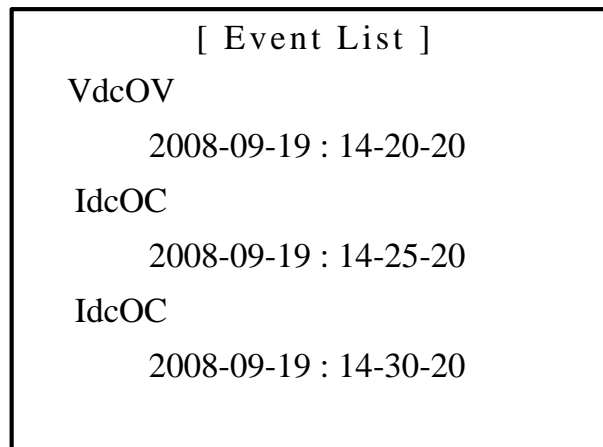 [ Event List ]
VdcOV
2008-09-19 : 14-20-20
IdcOC
2008-09-19 : 14-25-20
IdcOC
2008-09-19 : 14-30-20